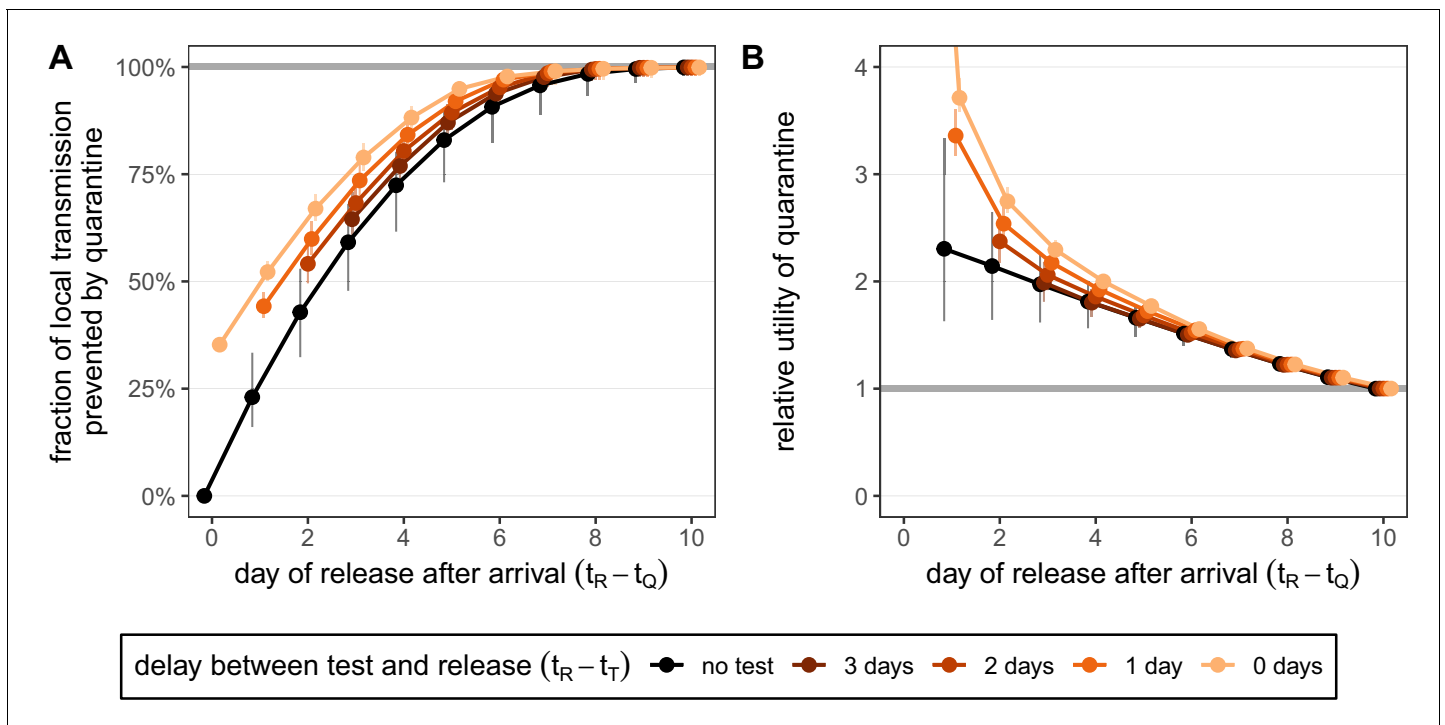 A
fraction of local transmission
prevented by quarantine
100%
75%
50%
25%
0%
0 2 4 6 8 10
day of release after arrival (tR − tQ)
B
relative utility of quarantine
4
3
2
1
0
0 2 4 6 8 10
day of release after arrival (tR − tQ)
delay between test and release (tR − tT) no test 3 days 2 days 1 day 0 days